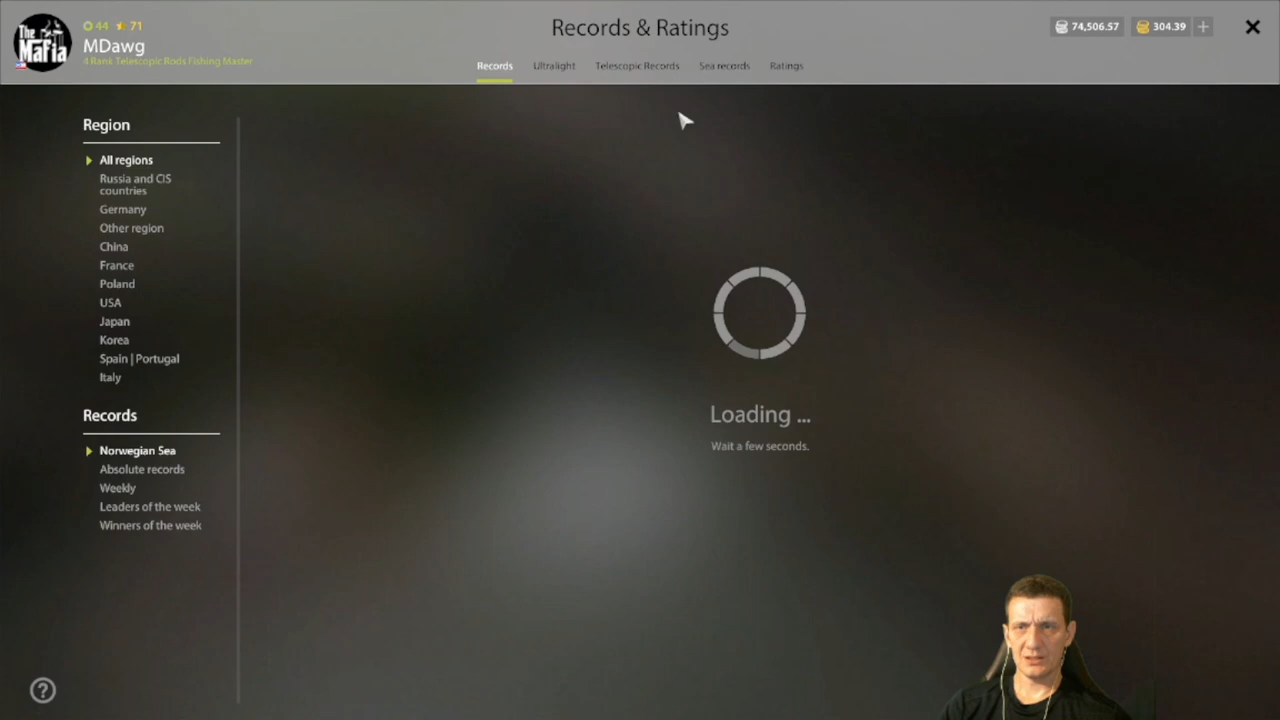 The
Mafia
44 71
MDawg
4 Rank Telescopic Rods Fishing Master
Records & Ratings
74,506.57 304.39 +
Records Ultralight Telescopic Records Sea records Ratings
Region
All regions
Russia and CIS
countries
Germany
Other region
China
France
Poland
USA
Japan
Korea
Spain | Portugal
Italy
Records
Norwegian Sea
Absolute records
Weekly
Leaders of the week
Winners of the week
Loading ...
Wait a few seconds.
?